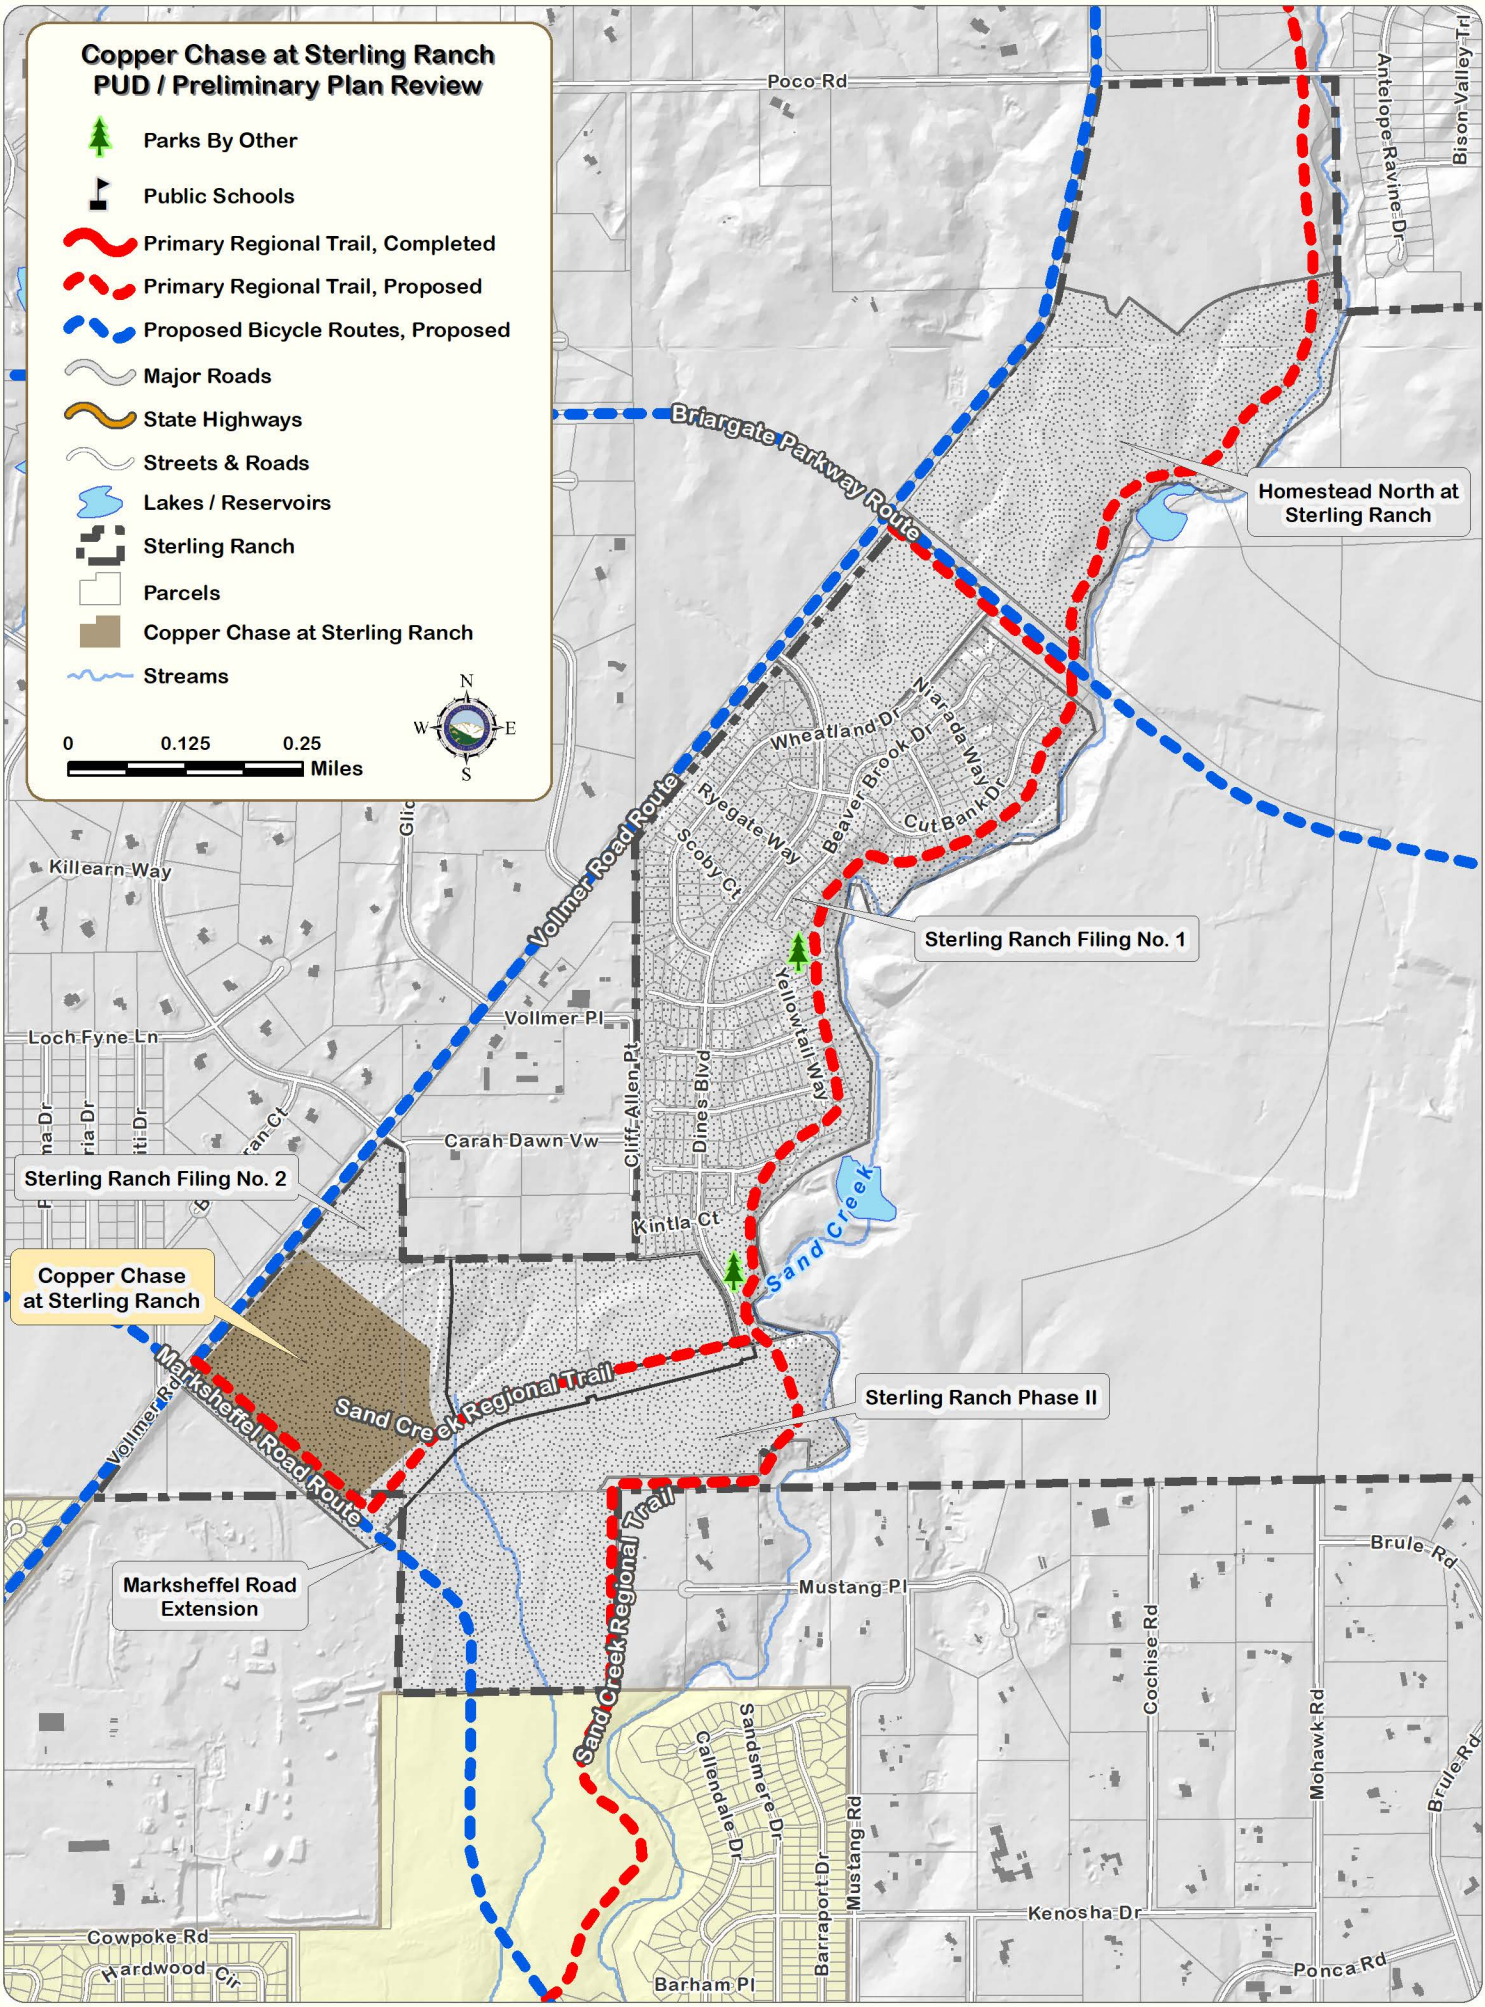 Copper Chase at Sterling Ranch
PUD / Preliminary Plan Review
Parks By Other
Public Schools
Primary Regional Trail, Completed
Primary Regional Trail, Proposed
Proposed Bicycle Routes, Proposed
Major Roads
State Highways
Streets & Roads
Lakes / Reservoirs
Sterling Ranch
Parcels
Copper Chase at Sterling Ranch
Streams
N
W
E
S
0
0.125
0.25
Miles
Poco Rd
Antelope Ravine Dr
Bison Valley Trl
Briargate Parkway Route
Homestead North at
Sterling Ranch
Niarada Way
Wheatland Dr
Beaver Brook Dr
Cut Bank Dr
Ryegate Way
Scoby Ct
Vollmer Road Route
Killearn Way
Sterling Ranch Filing No. 1
Yellowtail Way
Vollmer Pl
Loch Fyne Ln
Cliff Allen Pt
Dines Blvd
Carah Dawn Vw
Sterling Ranch Filing No. 2
Kintla Ct
Sand Creek
Copper Chase
at Sterling Ranch
Marksheffel Road Route
Sand Creek Regional Trail
Sterling Ranch Phase II
Vollmer Rd
Sand Creek Regional Trail
Marksheffel Road
Extension
Mustang Pl
Brule Rd
Cochise Rd
Mohawk Rd
Brule Rd
Sandsmere Dr
Callendale Dr
Mustang Rd
Barraport Dr
Kenosha Dr
Cowpoke Rd
Hardwood Cir
Barham Pl
Ponca Rd